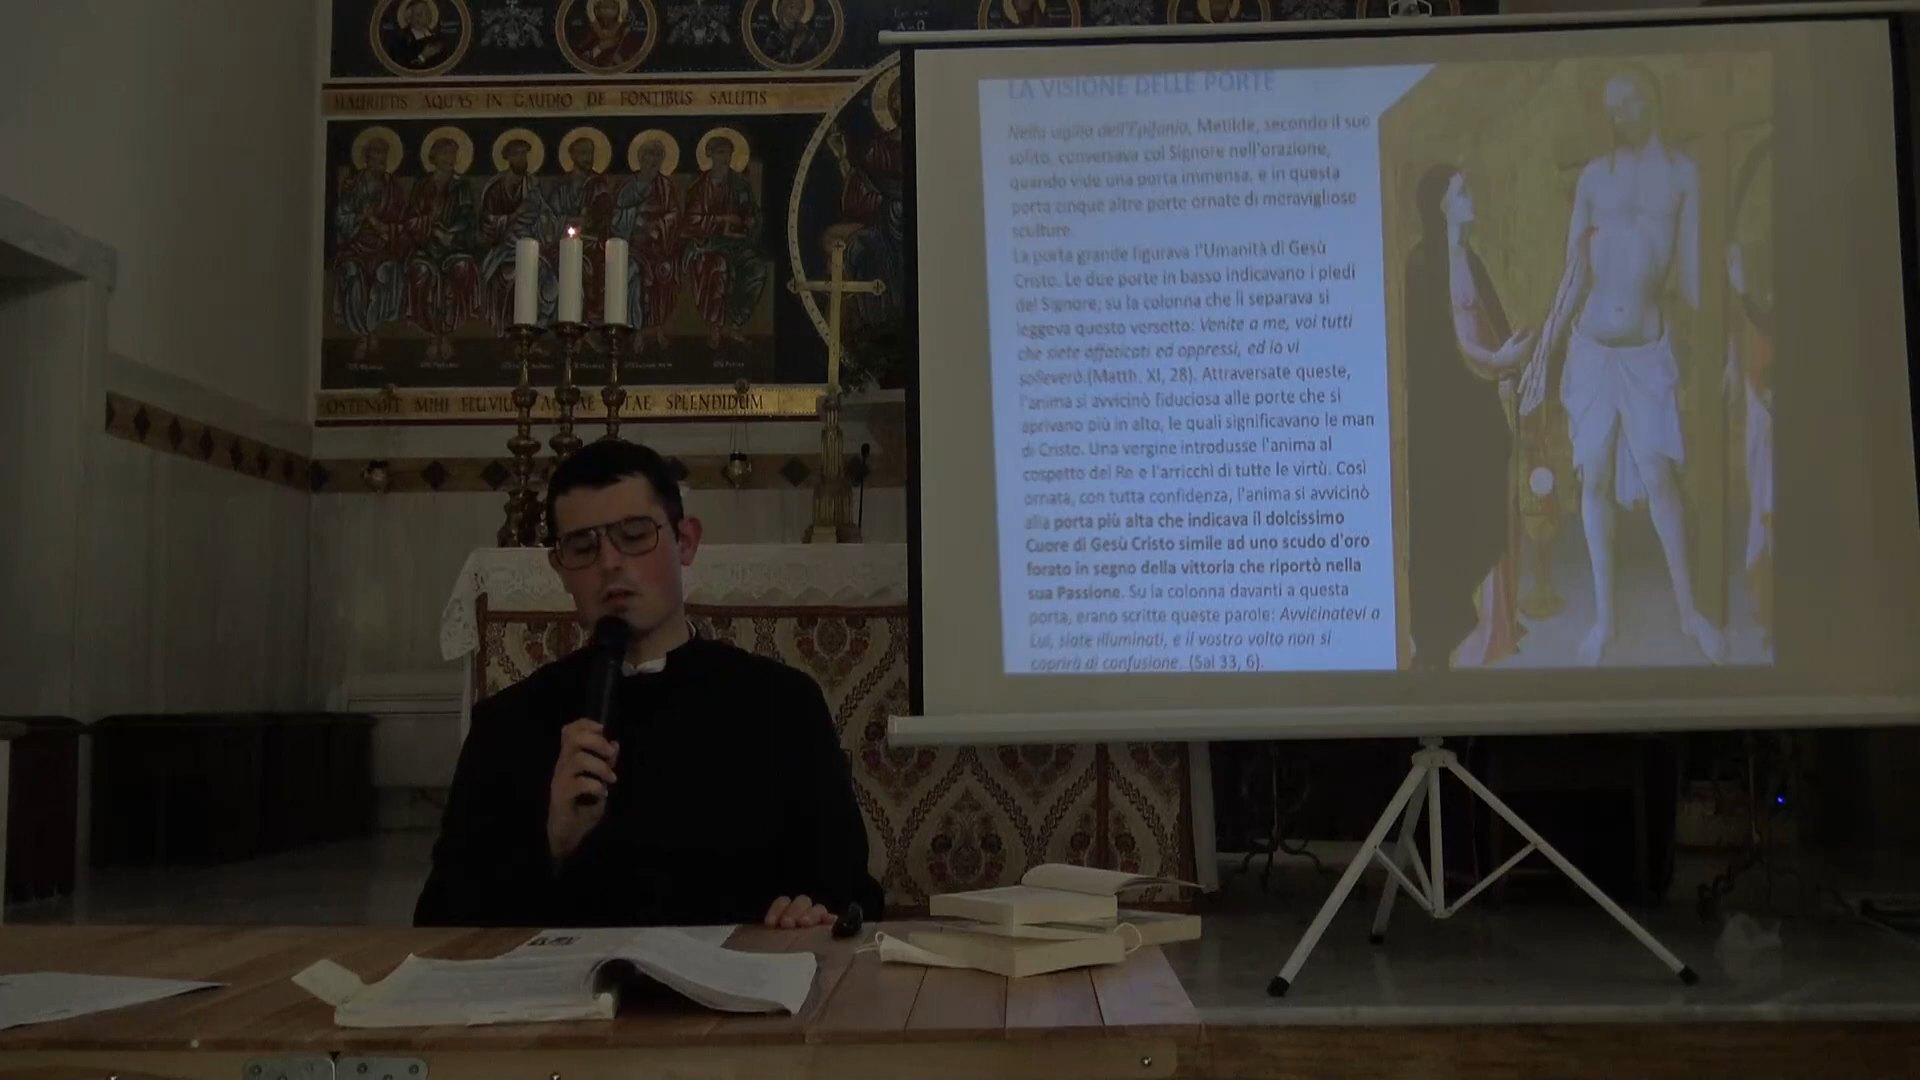 HAURIETIS AQUAS IN GAUDIO DE FONTIBUS SALUTIS
OSTENDIT MIHI FLUVIUM SPLENDIDUM
LA VISIONE DELLE PORTE
Nella vigilia dell'Epifania, Metilde, secondo il suo
solito, conversava col Signore nell'orazione,
quando vide una porta immensa, e in questa
porta cinque altre porte ornate di meravigliose
sculture.
La porta grande figurava l'Umanità di Gesù
Cristo. Le due porte in basso indicavano i piedi
del Signore; su la colonna che li separava si
leggeva questo versetto: Venite a me, voi tutti
che siete affaticati ed oppressi, ed io vi
solleverò.(Matth. XI, 28). Attraversate queste,
l'anima si avvicinò fiduciosa alle porte che si
aprivano più in alto, le quali significavano le man
di Cristo. Una vergine introdusse l'anima al
cospetto del Re e l'arricchì di tutte le virtù. Così
ornata, con tutta confidenza, l'anima si avvicinò
alla porta più alta che indicava il dolcissimo
Cuore di Gesù Cristo simile ad uno scudo d'oro
forato in segno della vittoria che riportò nella
sua Passione. Su la colonna davanti a questa
porta, erano scritte queste parole: Avvicinatevi a
Lui, siate illuminati, e il vostro volto non si
coprirà di confusione. (Sal 33, 6).